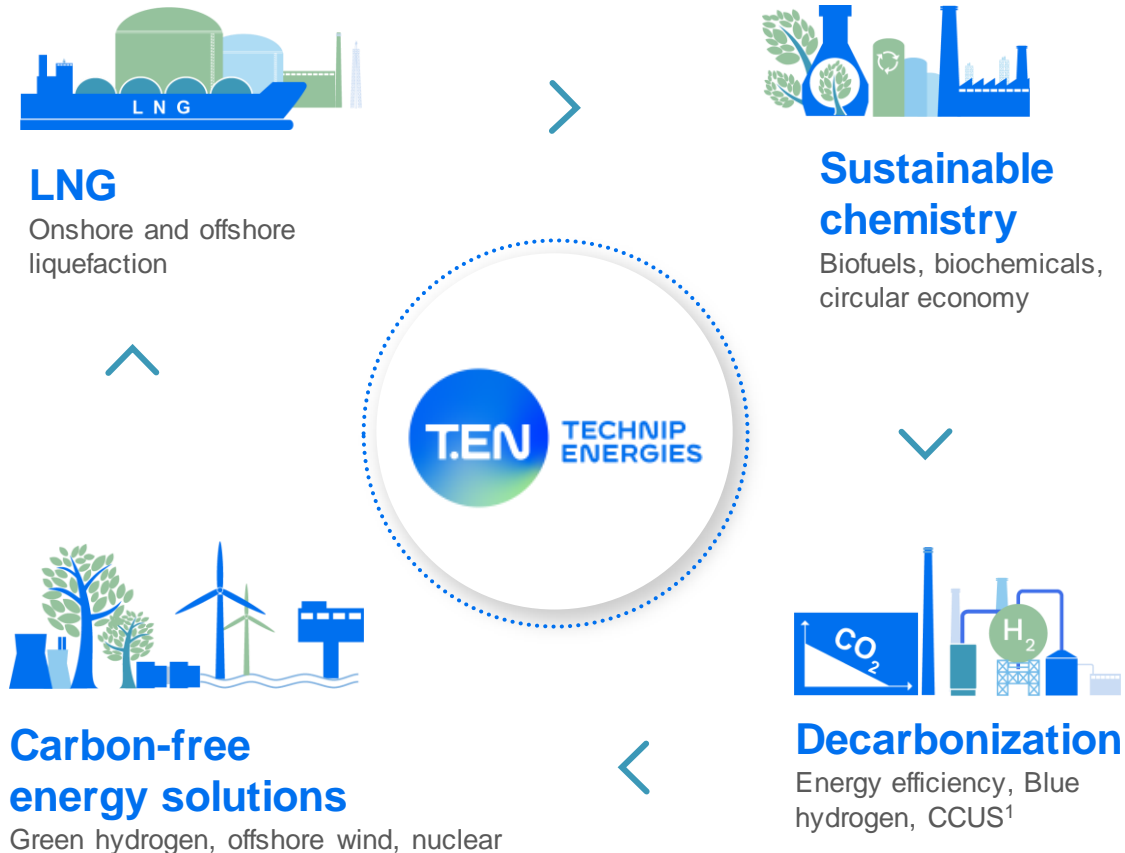 L N G
LNG
Onshore and offshore
liquefaction
Sustainable
chemistry
Biofuels, biochemicals,
circular economy
T.EN
TECHNIP
ENERGIES
Carbon-free
energy solutions
Green hydrogen, offshore wind, nuclear
CO₂
H₂
Decarbonization
Energy efficiency, Blue
hydrogen, CCUS¹